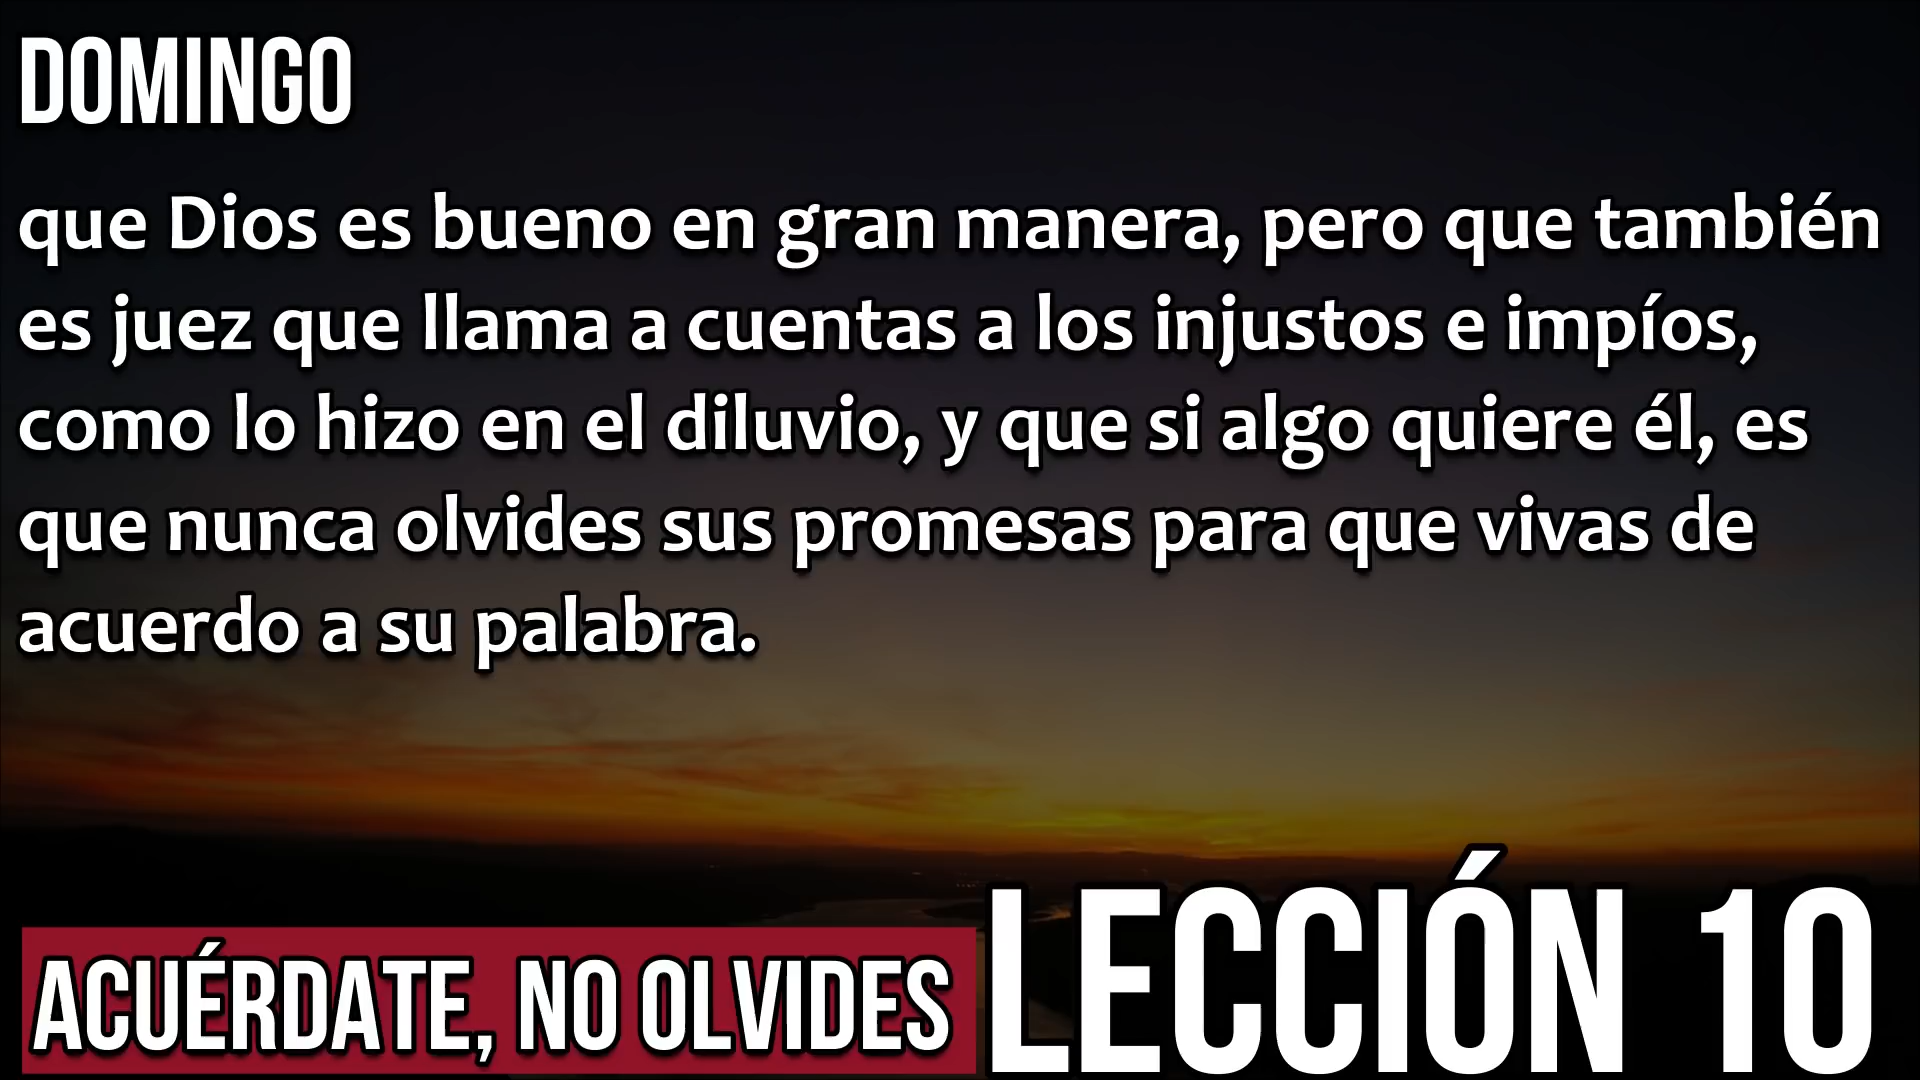 DOMINGO
que Dios es bueno en gran manera, pero que también
es juez que llama a cuentas a los injustos e impíos,
como lo hizo en el diluvio, y que si algo quiere él, es
que nunca olvides sus promesas para que vivas de
acuerdo a su palabra.
ACUÉRDATE, NO OLVIDES
LECCIÓN 10